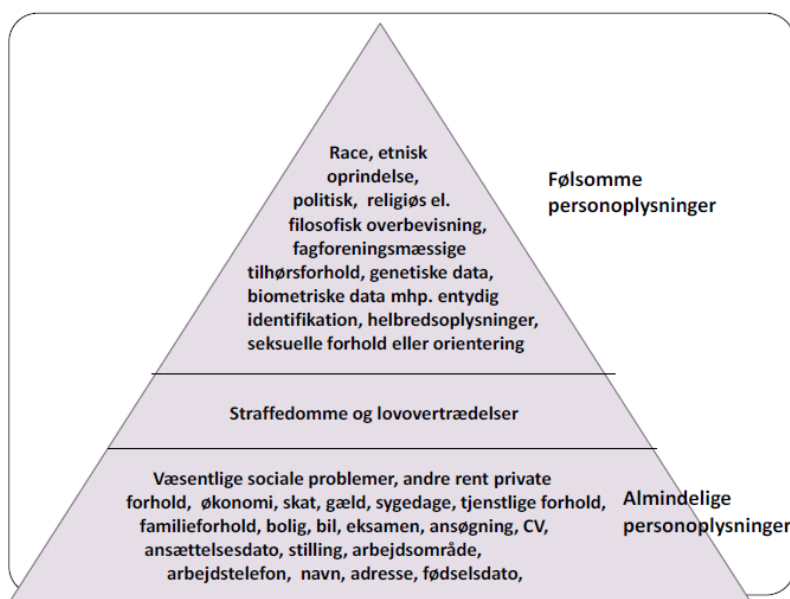 Race, etnisk
oprindelse,
politisk, religiøs el.
filosofisk overbevisning,
fagforeningsmæssige
tilhørsforhold, genetiske data,
biometriske data mhp. entydig
identifikation, helbredsoplysninger,
seksuelle forhold eller orientering
Følsomme
personoplysninger
Straffedomme og lovovertrædelser
Væsentlige sociale problemer, andre rent private
forhold, økonomi, skat, gæld, sygedage, tjenstlige forhold,
familieforhold, bolig, bil, eksamen, ansøgning, CV,
ansættelsesdato, stilling, arbejdsområde,
arbejdstelefon, navn, adresse, fødselsdato,
Almindelige
personoplysninger